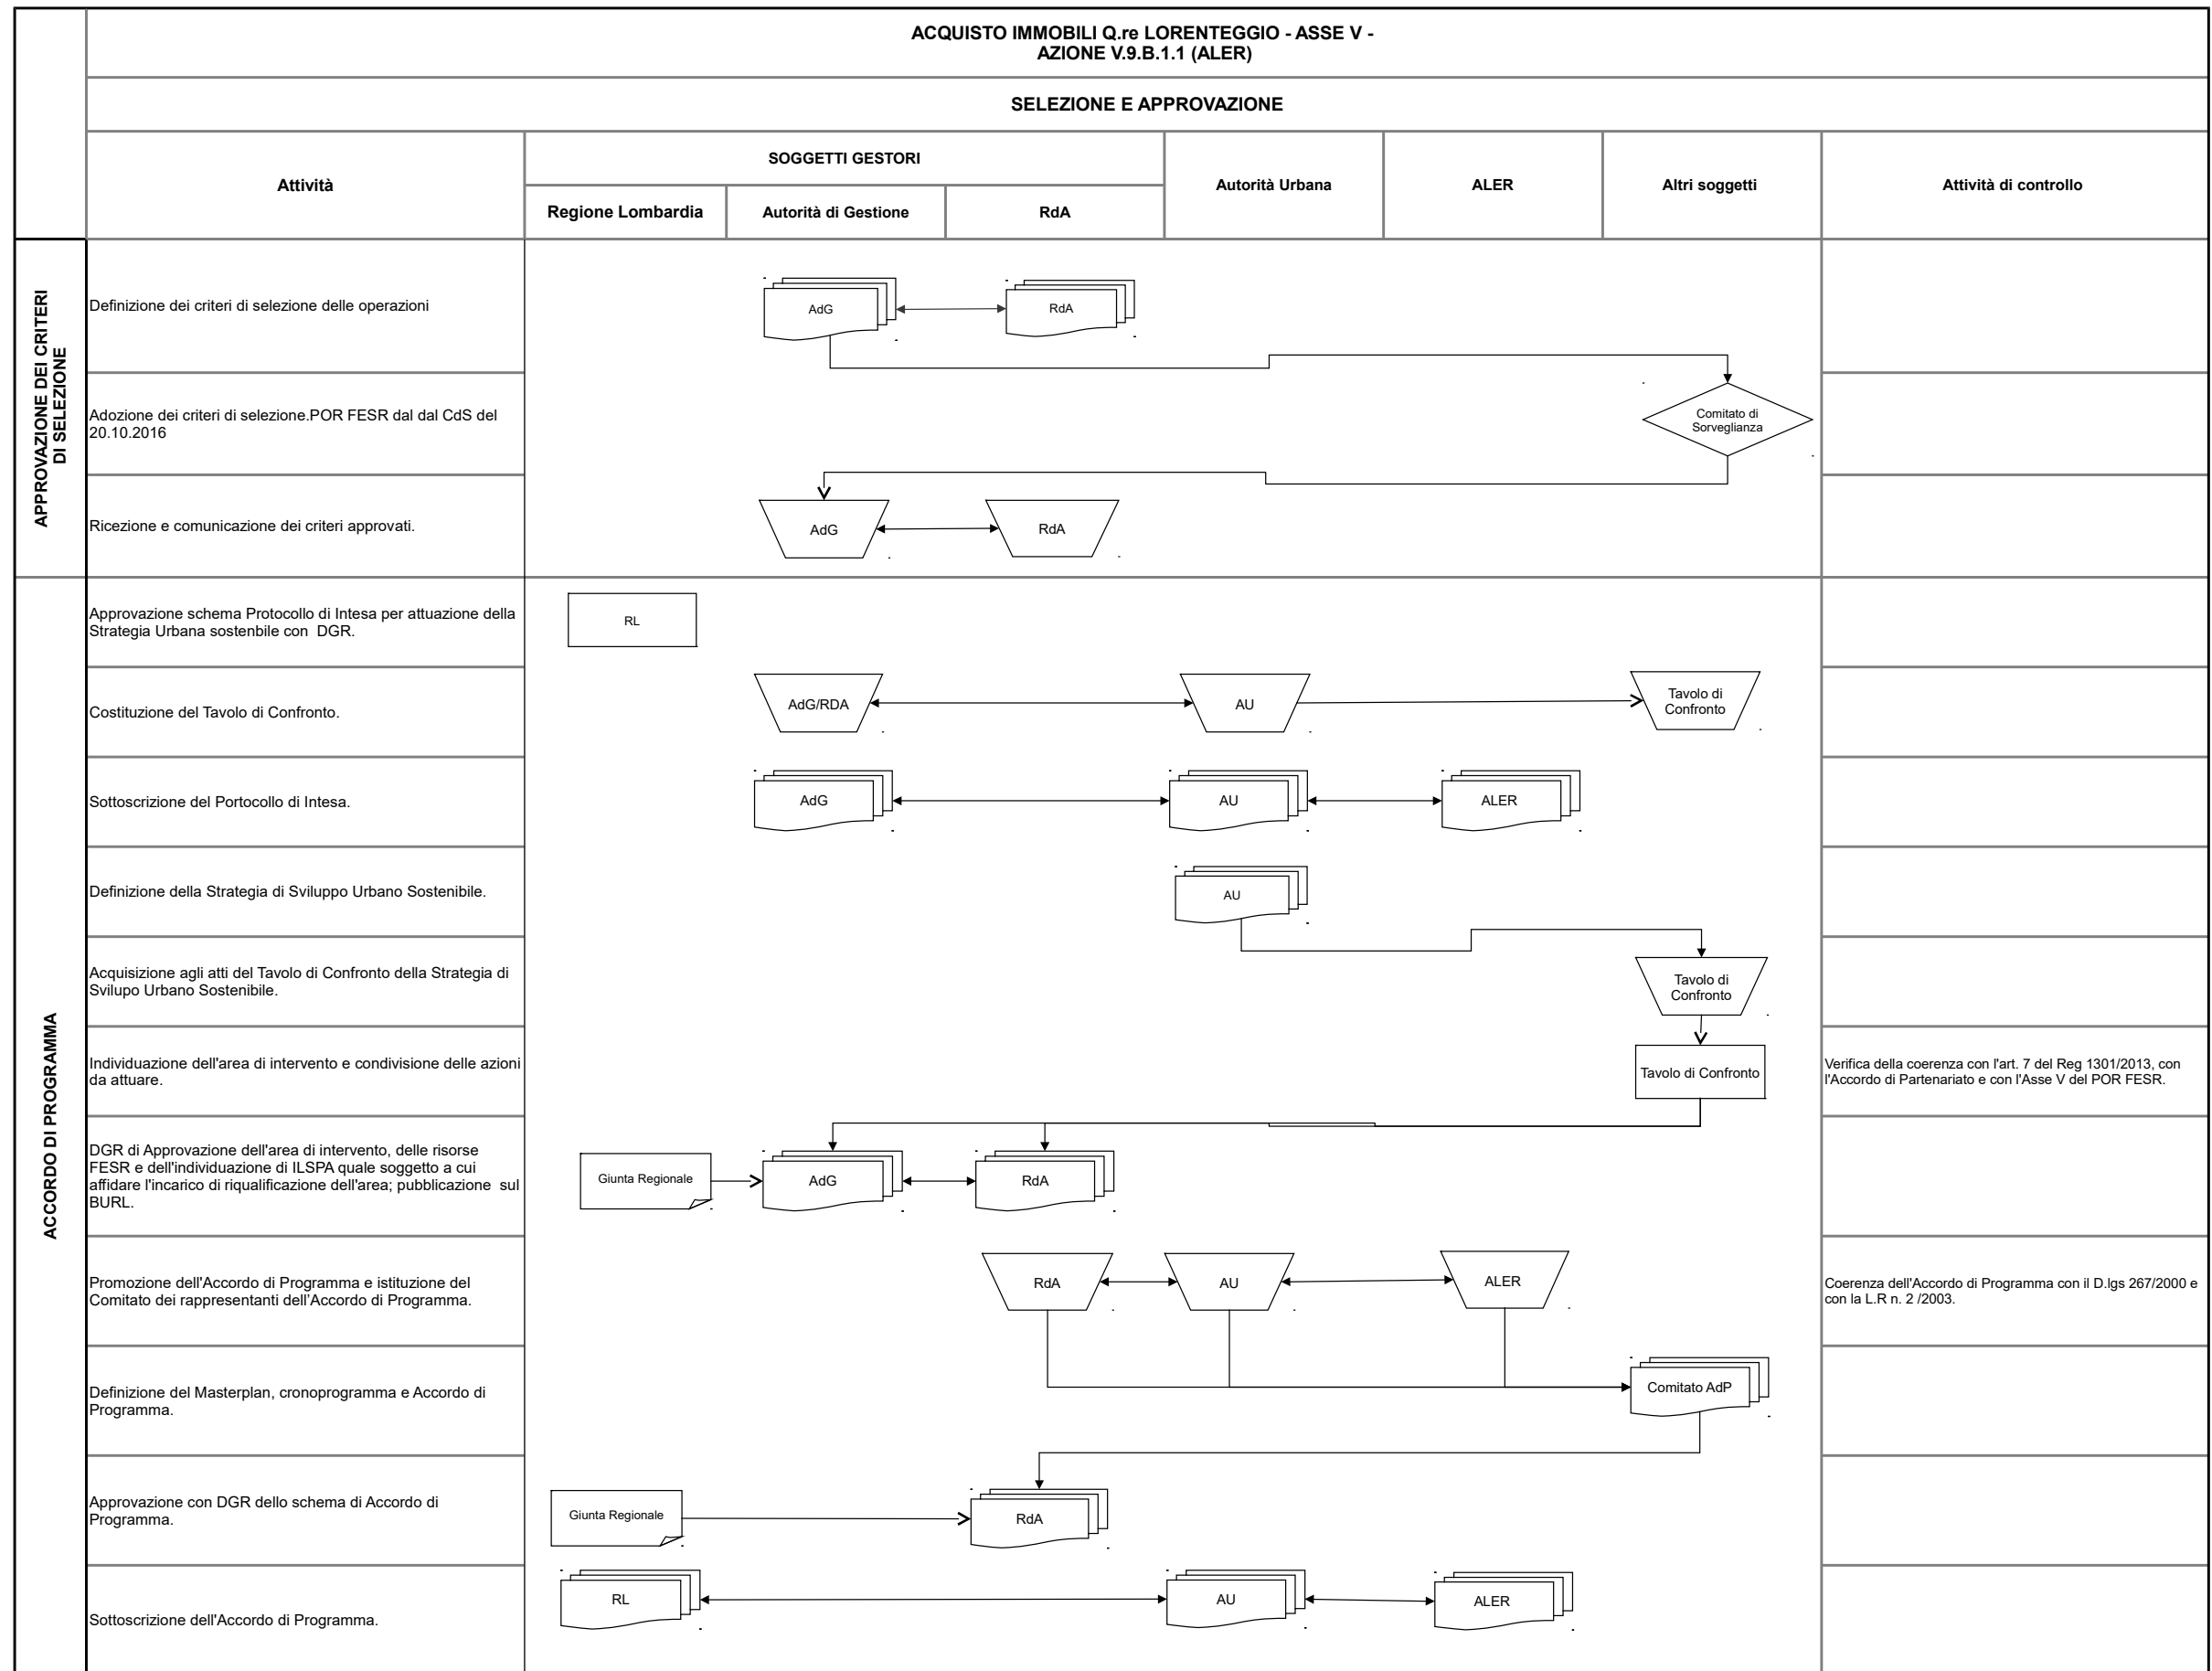 ACQUISTO IMMOBILI Q.re LORENTEGGIO - ASSE V -
AZIONE V.9.B.1.1 (ALER)
SELEZIONE E APPROVAZIONE
Attività
SOGGETTI GESTORI
Regione Lombardia
Autorità di Gestione
RdA
Autorità Urbana
ALER
Altri soggetti
Attività di controllo
APPROVAZIONE DEI CRITERI
DI SELEZIONE
Definizione dei criteri di selezione delle operazioni
AdG
RdA
Adozione dei criteri di selezione.POR FESR dal dal CdS del
20.10.2016
Comitato di
Sorveglianza
Ricezione e comunicazione dei criteri approvati.
AdG
RdA
ACCORDO DI PROGRAMMA
Approvazione schema Protocollo di Intesa per attuazione della
Strategia Urbana sostenbile con  DGR.
RL
Costituzione del Tavolo di Confronto.
AdG/RDA
AU
Tavolo di
Confronto
Sottoscrizione del Portocollo di Intesa.
AdG
AU
ALER
Definizione della Strategia di Sviluppo Urbano Sostenibile.
AU
Acquisizione agli atti del Tavolo di Confronto della Strategia di
Svilupo Urbano Sostenibile.
Tavolo di
Confronto
Individuazione dell'area di intervento e condivisione delle azioni
da attuare.
Tavolo di Confronto
Verifica della coerenza con l'art. 7 del Reg 1301/2013, con
l'Accordo di Partenariato e con l'Asse V del POR FESR.
DGR di Approvazione dell'area di intervento, delle risorse
FESR e dell'individuazione di ILSPA quale soggetto a cui
affidare l'incarico di riqualificazione dell'area; pubblicazione  sul
BURL.
Giunta Regionale
AdG
RdA
Promozione dell'Accordo di Programma e istituzione del
Comitato dei rappresentanti dell'Accordo di Programma.
RdA
AU
ALER
Coerenza dell'Accordo di Programma con il D.lgs 267/2000 e
con la L.R n. 2 /2003.
Definizione del Masterplan, cronoprogramma e Accordo di
Programma.
Comitato AdP
Approvazione con DGR dello schema di Accordo di
Programma.
Giunta Regionale
RdA
Sottoscrizione dell'Accordo di Programma.
RL
AU
ALER